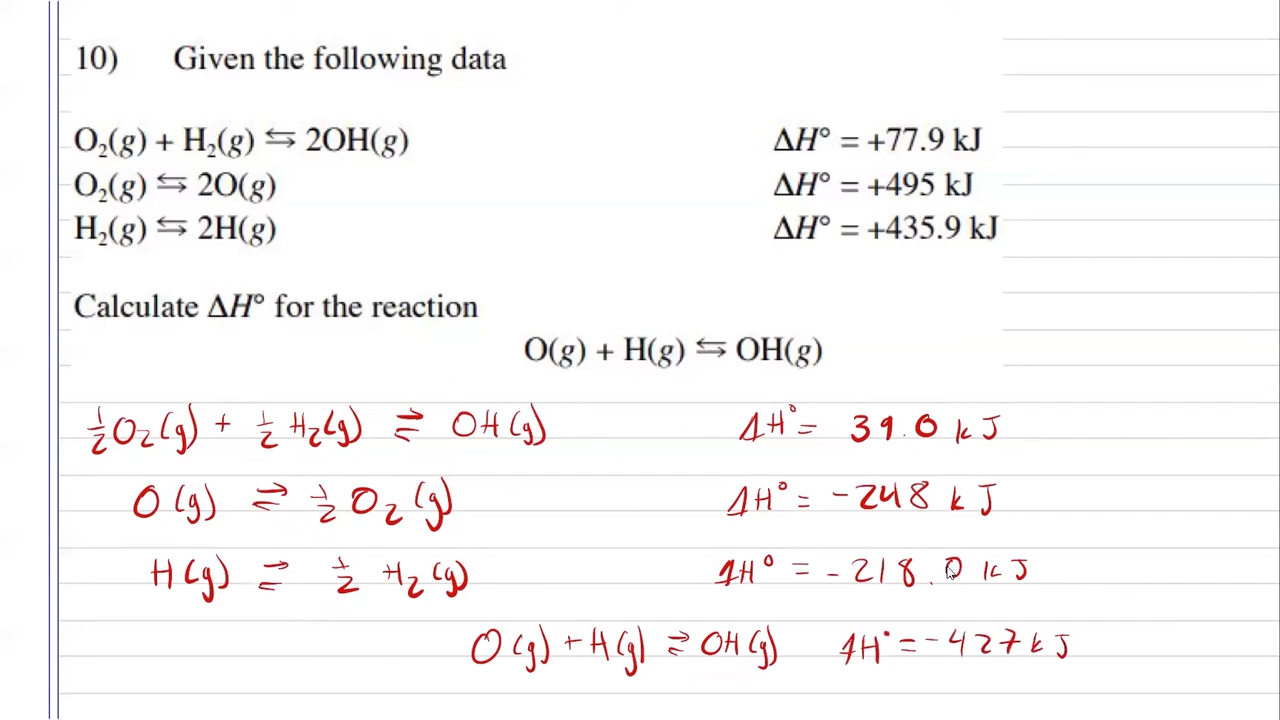 10) Given the following data
O₂(g) + H₂(g) ⇆ 2OH(g) ΔH° = +77.9 kJ
O₂(g) ⇆ 2O(g) ΔH° = +495 kJ
H₂(g) ⇆ 2H(g) ΔH° = +435.9 kJ
Calculate ΔH° for the reaction
O(g) + H(g) ⇆ OH(g)
½O₂(g) + ½H₂(g) ⇌ OH(g) ΔH° = 39.0 kJ
O(g) ⇌ ½O₂(g) ΔH° = -248 kJ
H(g) ⇌ ½H₂(g) ΔH° = -218.0 kJ
O(g) + H(g) ⇌ OH(g) ΔH° = -427 kJ